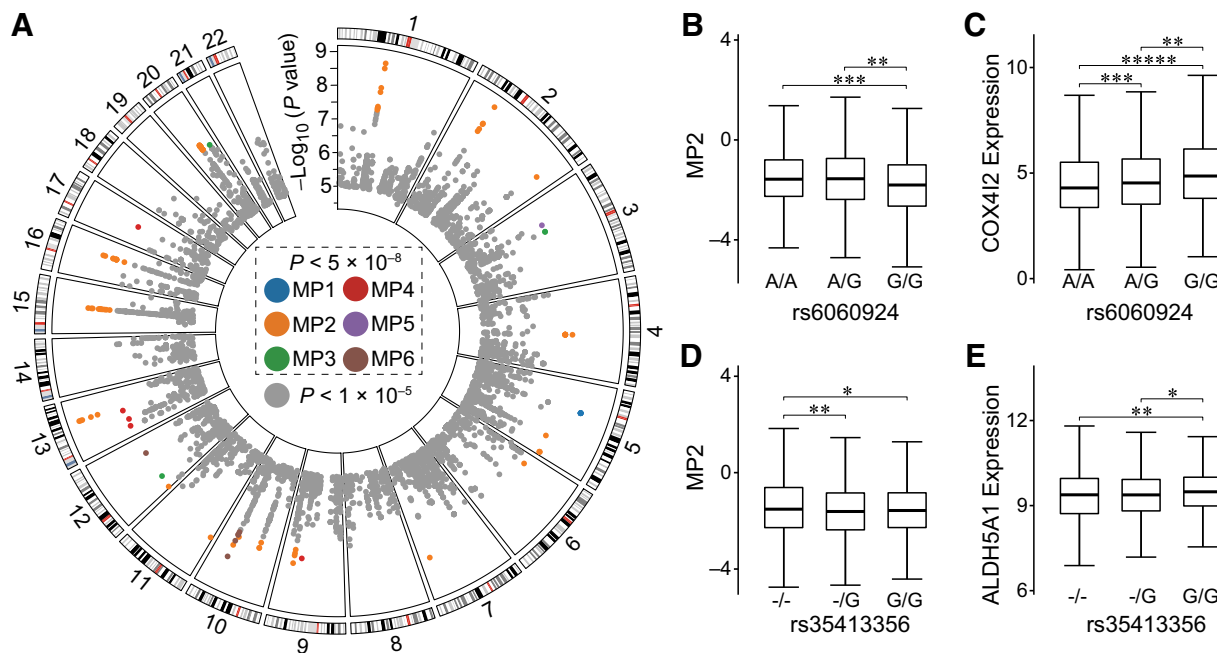 A
1
2
3
4
5
6
7
8
9
10
11
12
13
14
15
16
17
18
19
20
21
22
−Log10 (P value)
9
8
7
6
5
P < 5 × 10−8
MP1 MP4
MP2 MP5
MP3 MP6
P < 1 × 10−5
B
MP2
4
0
−4
**
***
A/A A/G G/G
rs6060924
C
COX4I2 Expression
10
5
0
**
*****
***
A/A A/G G/G
rs6060924
D
MP2
4
0
−4
*
**
-/- -/G G/G
rs35413356
E
ALDH5A1 Expression
12
9
6
*
**
-/- -/G G/G
rs35413356